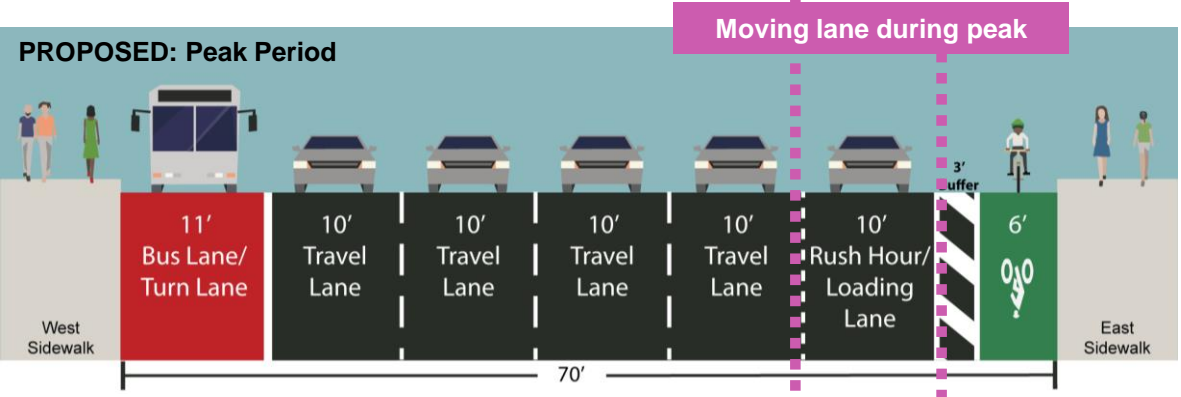 Moving lane during peak
PROPOSED: Peak Period
11’
Bus Lane/
Turn Lane
10’
Travel
Lane
10’
Travel
Lane
10’
Travel
Lane
10’
Travel
Lane
10’
Rush Hour/
Loading
Lane
3’
6’
West
Sidewalk
East
Sidewalk
70’